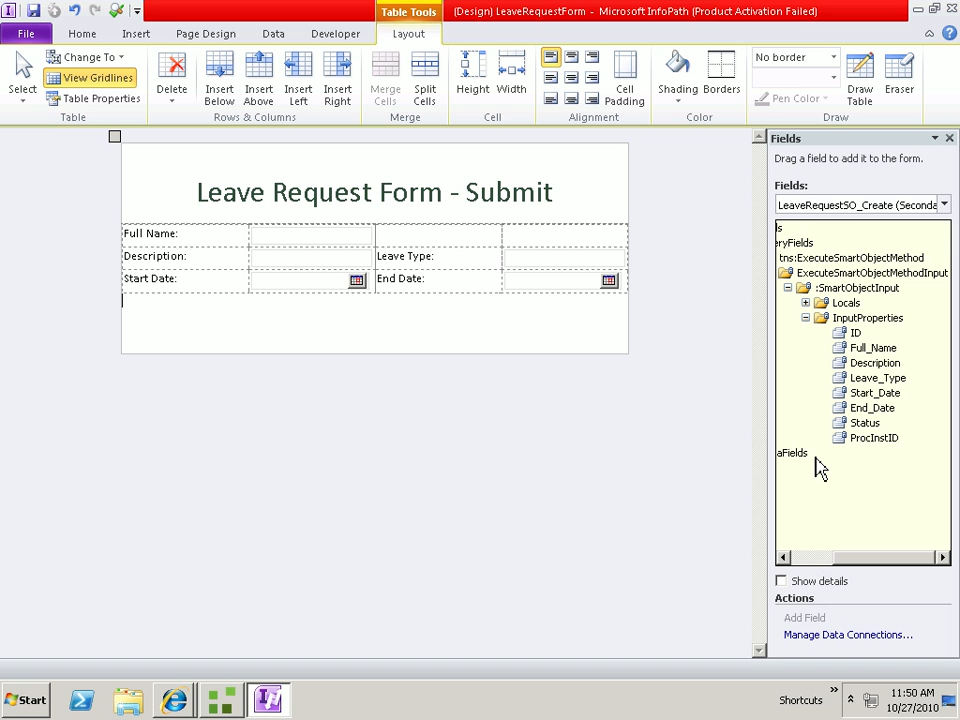 Table Tools
(Design) LeaveRequestForm - Microsoft InfoPath (Product Activation Failed)
File
Home
Insert
Page Design
Data
Developer
Layout
Select
Change To
View Gridlines
Table Properties
Table
Delete
Insert Below
Insert Above
Insert Left
Insert Right
Rows & Columns
Merge Cells
Split Cells
Merge
Height
Width
Cell
Cell Padding
Alignment
Shading
Borders
Color
No border
Pen Color
Draw Table
Eraser
Draw
Leave Request Form - Submit
Full Name:
Description:
Leave Type:
Start Date:
End Date:
Fields
Drag a field to add it to the form.
Fields:
LeaveRequestSO_Create (Seconda
ls
eryFields
tns:ExecuteSmartObjectMethod
ExecuteSmartObjectMethodInput
:SmartObjectInput
Locals
InputProperties
ID
Full_Name
Description
Leave_Type
Start_Date
End_Date
Status
ProcInstID
aFields
Show details
Actions
Add Field
Manage Data Connections...
Start
Shortcuts
11:50 AM
10/27/2010